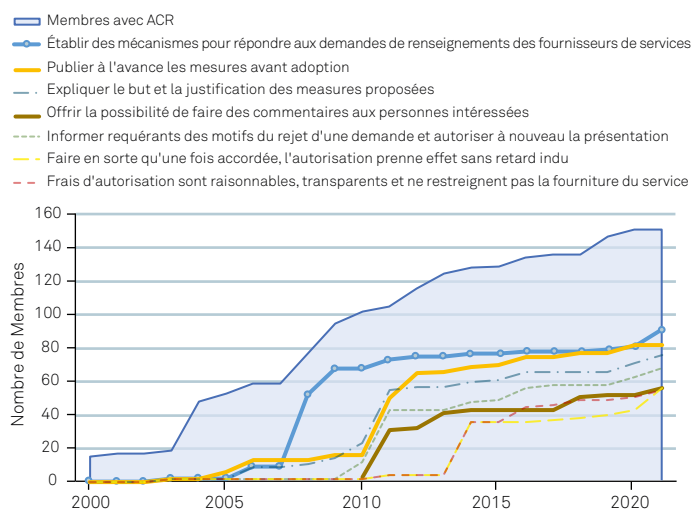 Membres avec ACR
Établir des mécanismes pour répondre aux demandes de renseignements des fournisseurs de services
Publier à l'avance les mesures avant adoption
Expliquer le but et la justification des measures proposées
Offrir la possibilité de faire des commentaires aux personnes intéressées
Informer requérants des motifs du rejet d'une demande et autoriser à nouveau la présentation
Faire en sorte qu'une fois accordée, l'autorisation prenne effet sans retard indu
Frais d'autorisation sont raisonnables, transparents et ne restreignent pas la fourniture du service
Nombre de Membres
160
140
120
100
80
60
40
20
0
2000 2005 2010 2015 2020